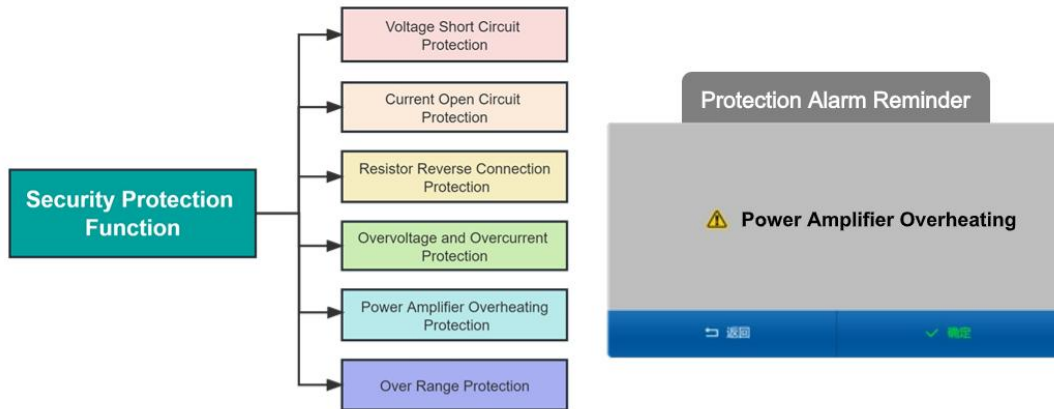 Voltage Short Circuit
Protection
Current Open Circuit
Protection
Resistor Reverse Connection
Protection
Security Protection
Function
Overvoltage and Overcurrent
Protection
Power Amplifier Overheating
Protection
Over Range Protection
Protection Alarm Reminder
Power Amplifier Overheating
返回
确定